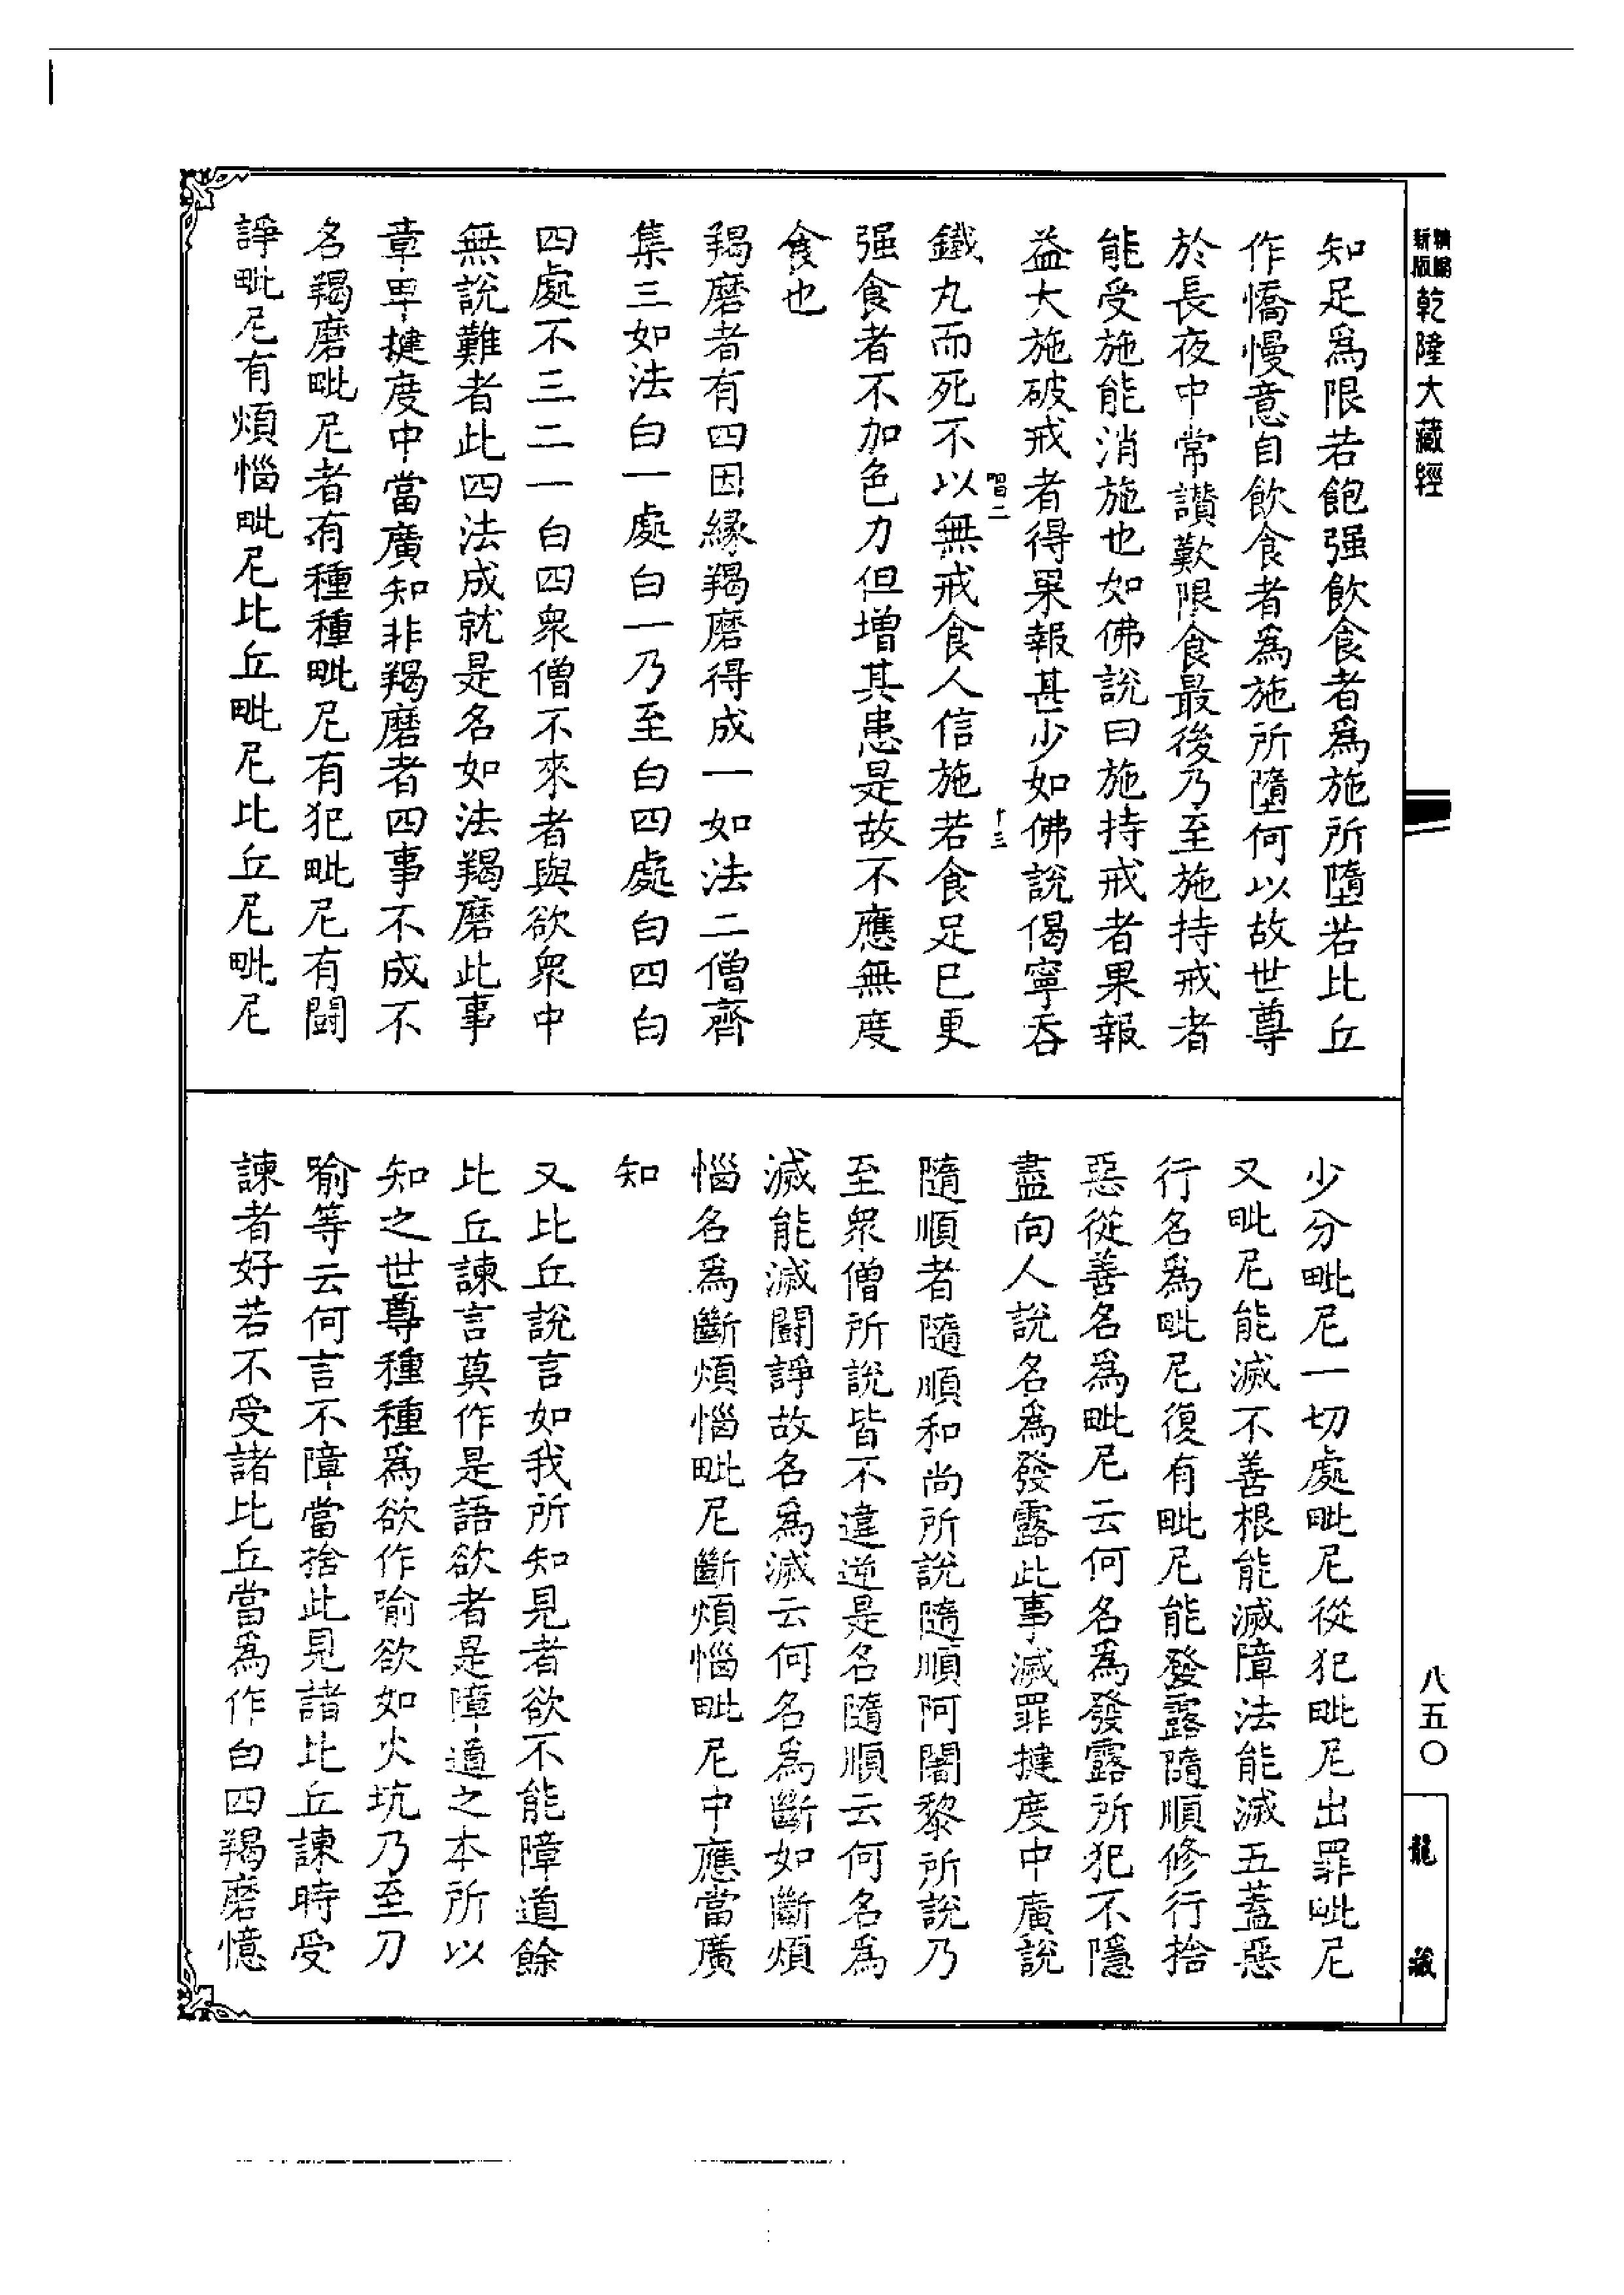 精編
新版
乾隆大藏經
知足爲限若飽强飲食者爲施所墮若比丘
作憍慢意自飲食者爲施所墮何以故世尊
於長夜中常讃歎限食最後乃至施持戒者
能受施能消施也如佛說曰施持戒者果報
益大施破戒者得果報甚少如佛說偈寧吞
鐵丸而死不以無戒食人信施若食足已更
强食者不加色力但增其患是故不應無度
食也
羯磨者有四因緣羯磨得成一如法二僧齊
集三如法白一處白一乃至白四處白四白
四處不三二一白四衆僧不來者與欲衆中
無說難者此四法成就是名如法羯磨此事
章卑揵度中當廣知非羯磨者四事不成不
名羯磨毗尼者有種種毗尼有犯毗尼有鬪
諍毗尼有煩惱毗尼比丘毗尼比丘尼毗尼
少分毗尼一切處毗尼從犯毗尼出罪毗尼
又毗尼能滅不善根能滅障法能滅五蓋惡
行名爲毗尼復有毗尼能發露隨順修行捨
惡從善名爲毗尼云何名爲發露所犯不隱
盡向人說名爲發露此事滅罪揵度中廣說
隨順者隨順和尚所說隨順阿闍黎所說乃
至衆僧所說皆不違逆是名隨順云何名爲
滅能滅鬪諍故名爲滅云何名爲斷如斷煩
惱名爲斷煩惱毗尼斷煩惱毗尼中應當廣
知
又比丘說言如我所知見者欲不能障道餘
比丘諫言莫作是語欲者是障道之本所以
知之世尊種種爲欲作喻欲如火坑乃至刀
喻等云何言不障當捨此見諸比丘諫時受
諫者好若不受諸比丘當爲作白四羯磨憶
八五〇
龍藏
十三